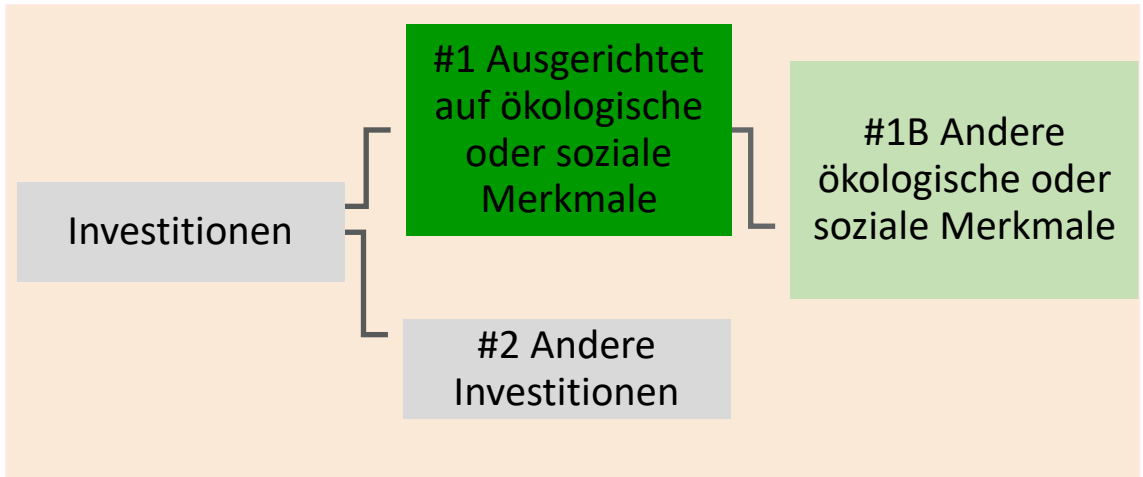 Investitionen
#1 Ausgerichtet
auf ökologische
oder soziale
Merkmale
#1B Andere
ökologische oder
soziale Merkmale
#2 Andere
Investitionen